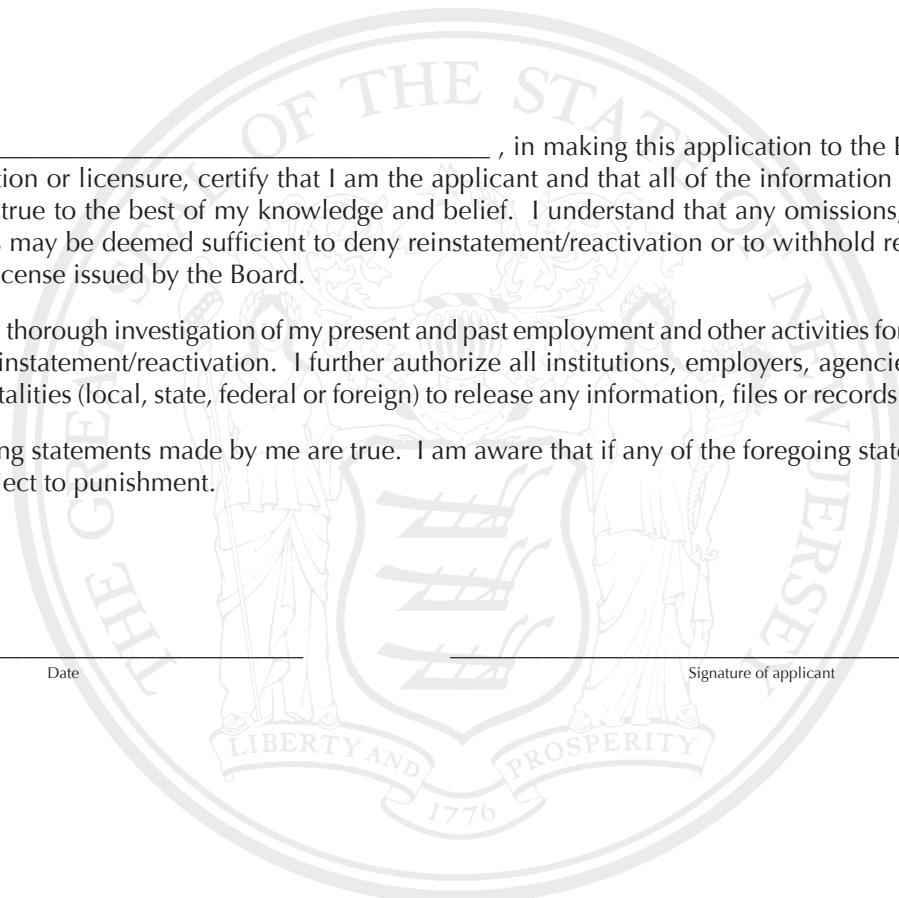 ________________________________ , in making this application to the B
tion or licensure, certify that I am the applicant and that all of the information
true to the best of my knowledge and belief. I understand that any omissions,
s may be deemed sufficient to deny reinstatement/reactivation or to withhold re
icense issued by the Board.
thorough investigation of my present and past employment and other activities for
instatement/reactivation. I further authorize all institutions, employers, agencie
talities (local, state, federal or foreign) to release any information, files or records
ng statements made by me are true. I am aware that if any of the foregoing state
ject to punishment.
Date
Signature of applicant
THE GREAT SEAL OF THE STATE OF NEW JERSEY
LIBERTY AND PROSPERITY
1776